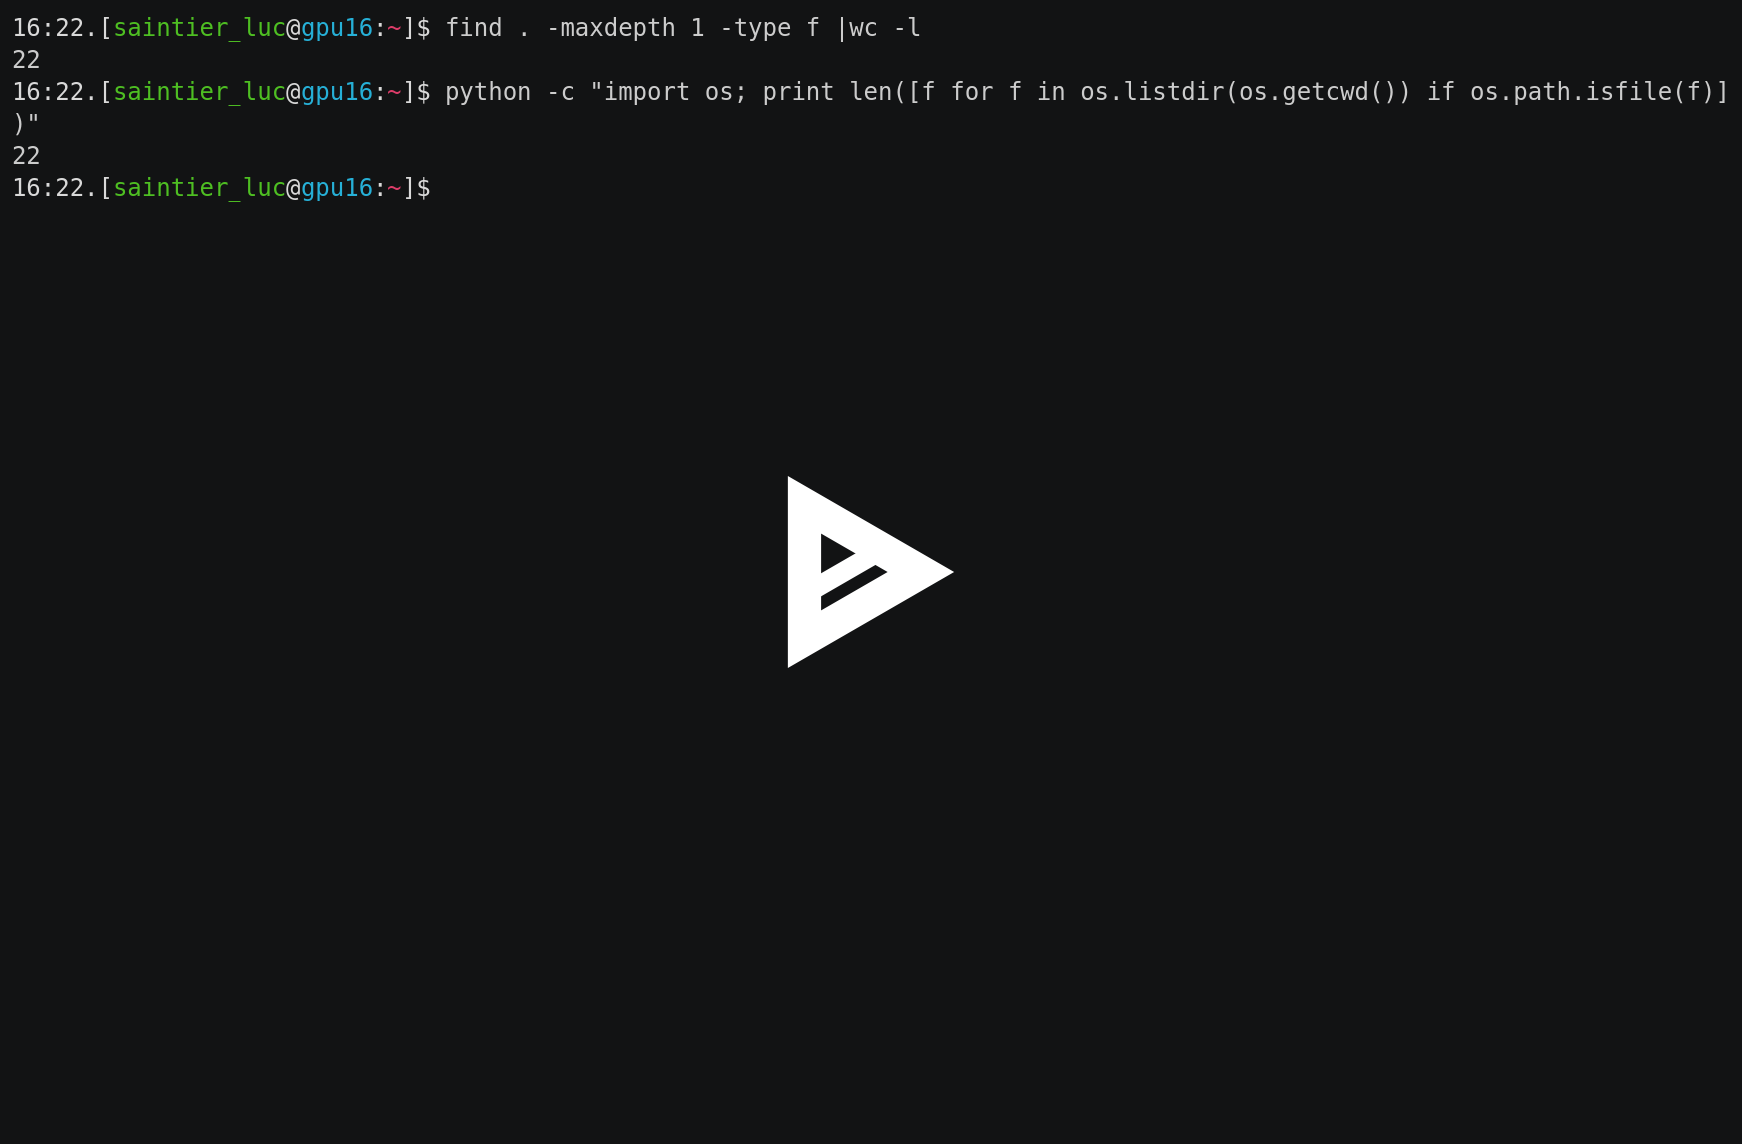 16:22.[saintier_luc@gpu16:~]$ find . -maxdepth 1 -type f |wc -l
22
16:22.[saintier_luc@gpu16:~]$ python -c "import os; print len([f for f in os.listdir(os.getcwd()) if os.path.isfile(f)]
)"
22
16:22.[saintier_luc@gpu16:~]$